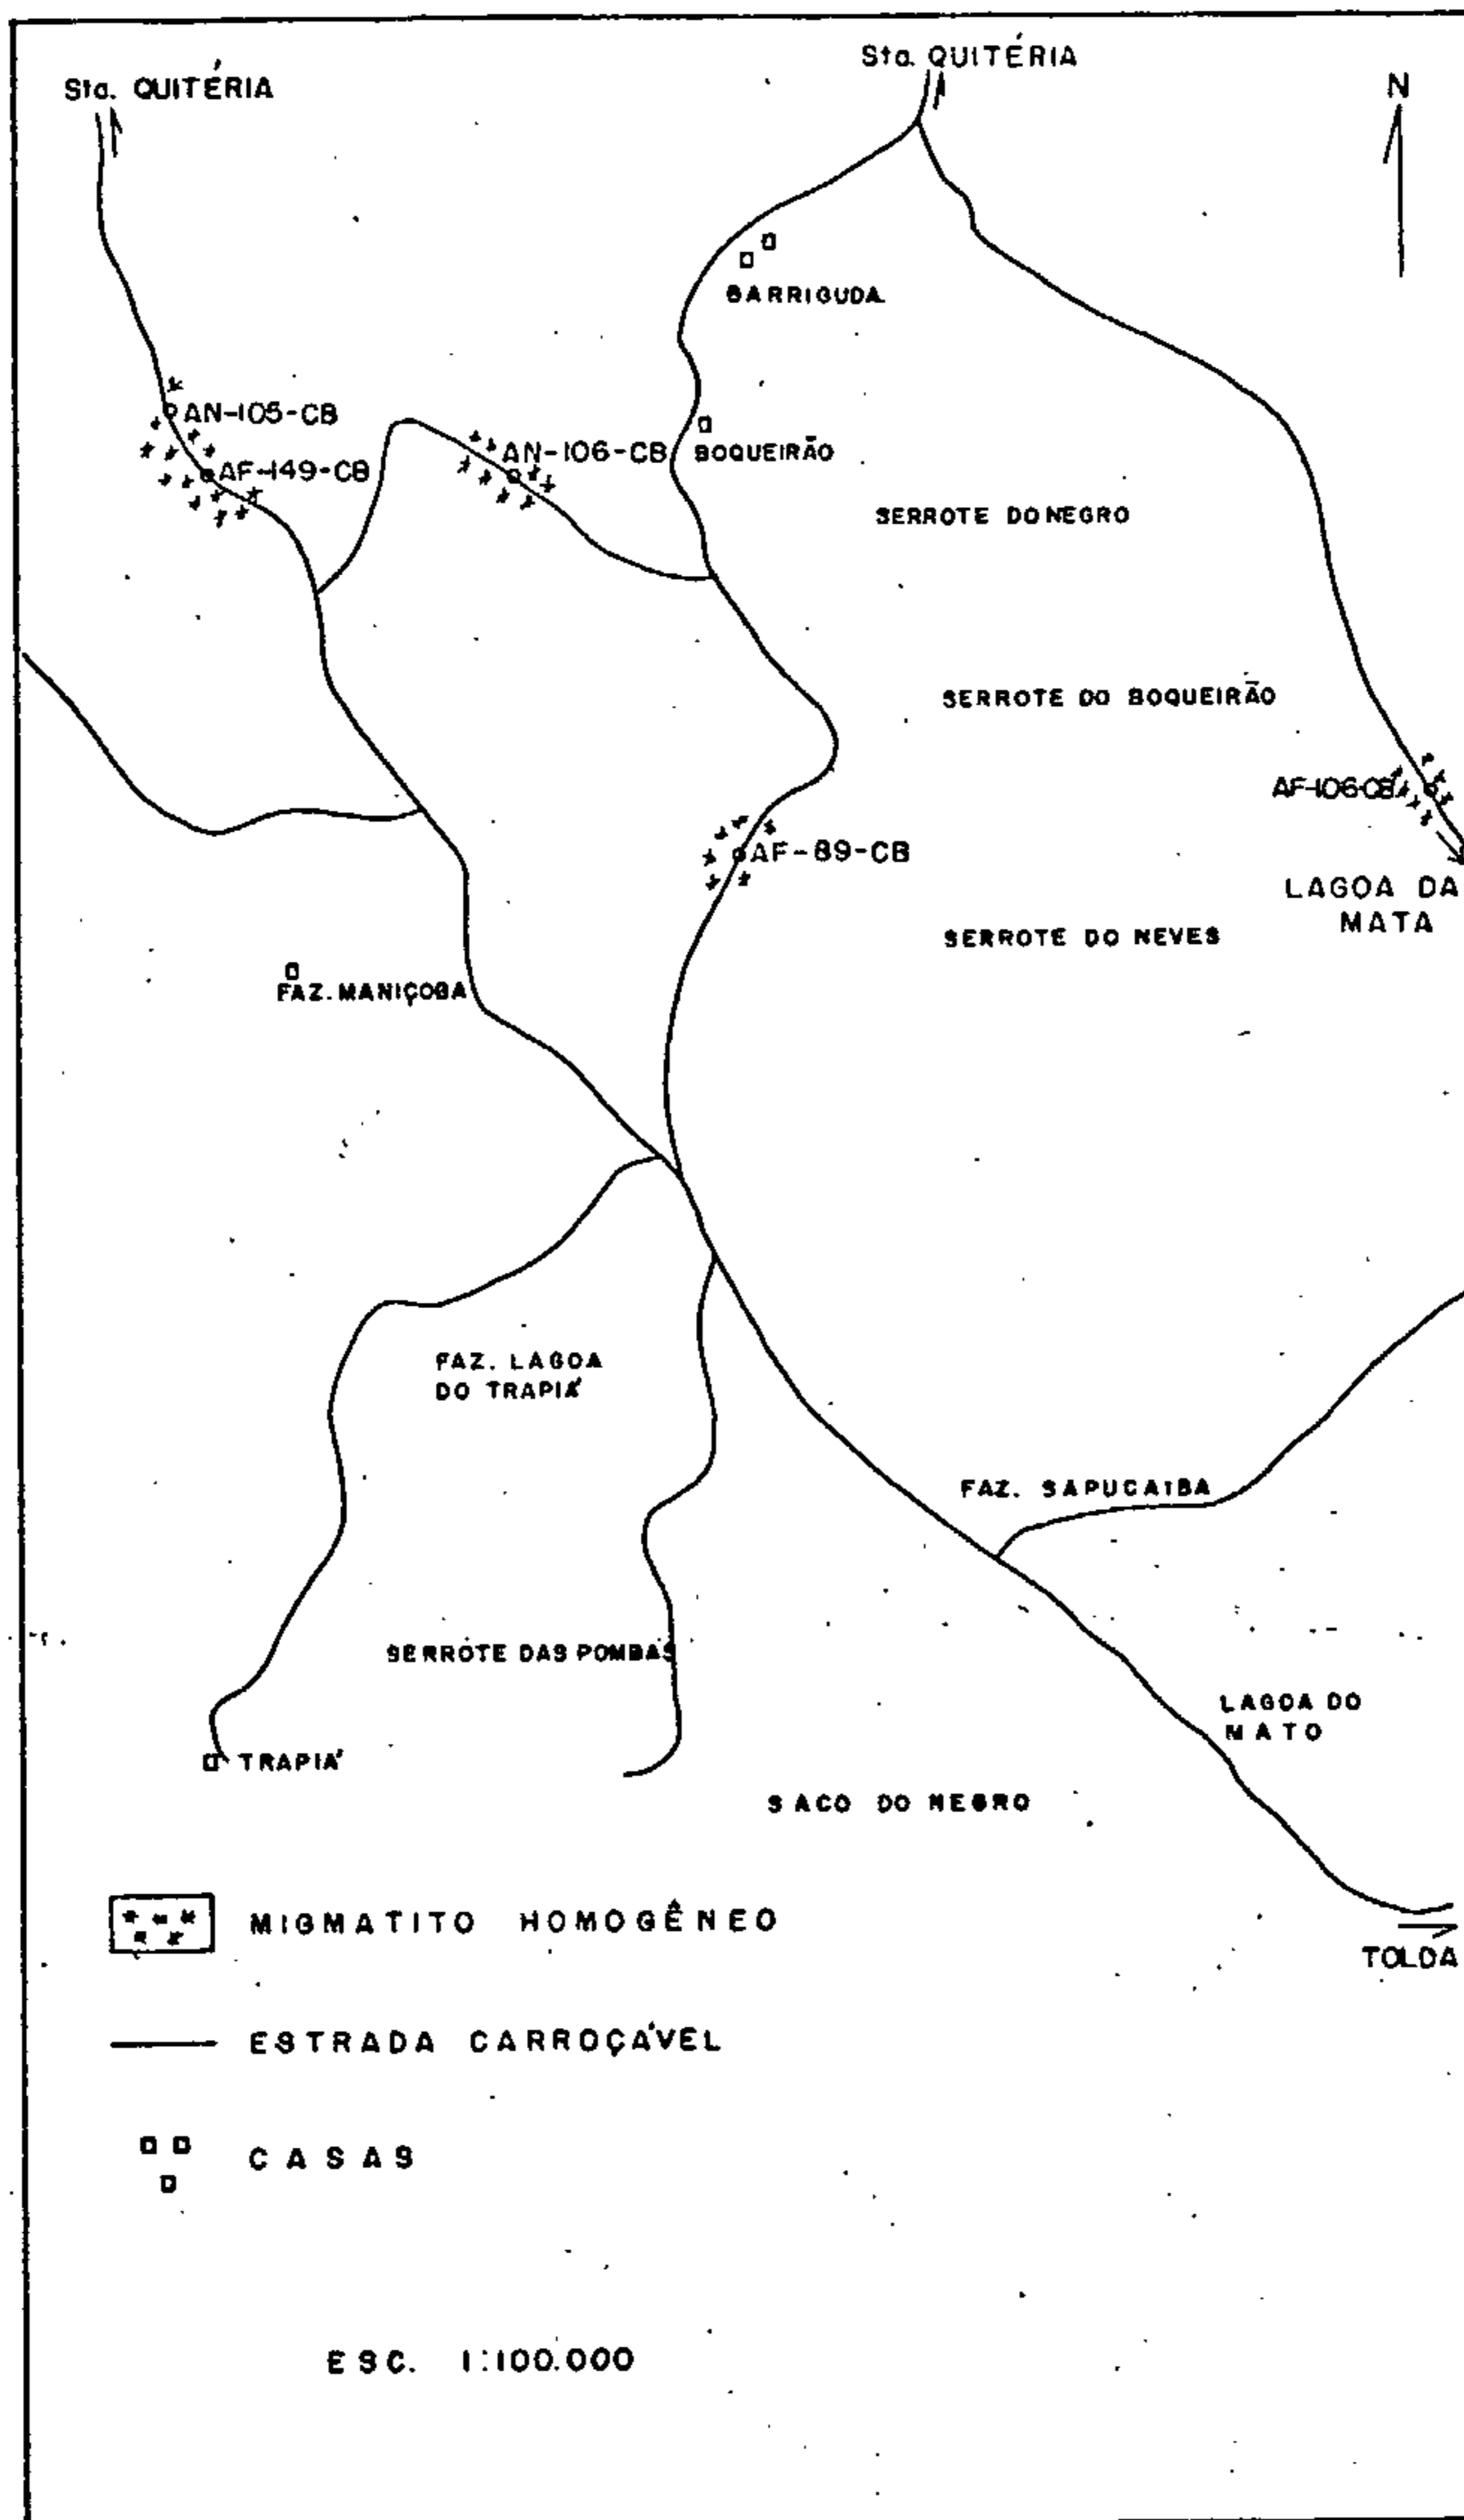 Sta. QUITÉRIA
Sta. QUITÉRIA
N
BARRIGUDA
AN-105-CB
AF-149-CB
AN-106-CB
BOQUEIRÃO
SERROTE DO NEGRO
SERROTE DO BOQUEIRÃO
AF-106-CB
AF-89-CB
LAGOA DA
MATA
SERROTE DO NEVES
FAZ. MANIÇOBA
FAZ. LAGOA
DO TRAPIÁ
FAZ. SAPUCAIBA
SERROTE DAS POMBAS
LAGOA DO
MATO
TRAPIÁ
SACO DO NEGRO
TOLDA
MIGMATITO HOMOGÊNEO
ESTRADA CARROÇÁVEL
CASAS
ESC. 1:100.000